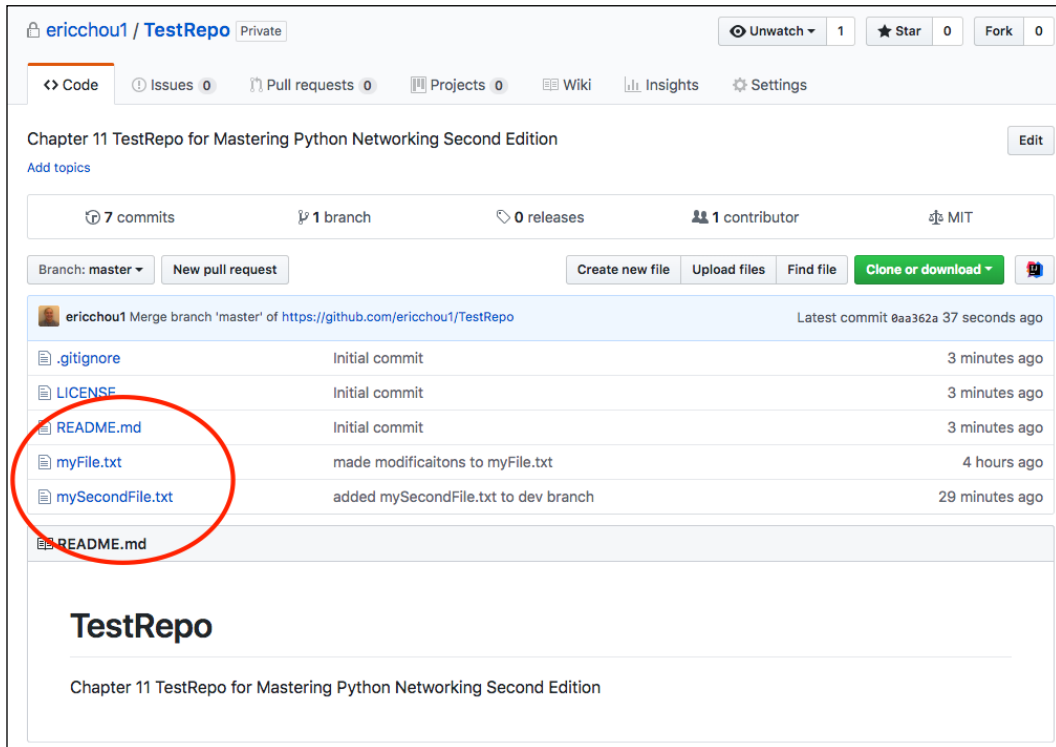 ericchou1 / TestRepo Private Unwatch 1 Star 0 Fork 0
Code Issues 0 Pull requests 0 Projects 0 Wiki Insights Settings
Chapter 11 TestRepo for Mastering Python Networking Second Edition Edit
Add topics
7 commits 1 branch 0 releases 1 contributor MIT
Branch: master New pull request Create new file Upload files Find file Clone or download
ericchou1 Merge branch 'master' of https://github.com/ericchou1/TestRepo Latest commit 0aa362a 37 seconds ago
.gitignore Initial commit 3 minutes ago
LICENSE Initial commit 3 minutes ago
README.md Initial commit 3 minutes ago
myFile.txt made modificaitons to myFile.txt 4 hours ago
mySecondFile.txt added mySecondFile.txt to dev branch 29 minutes ago
README.md
TestRepo
Chapter 11 TestRepo for Mastering Python Networking Second Edition